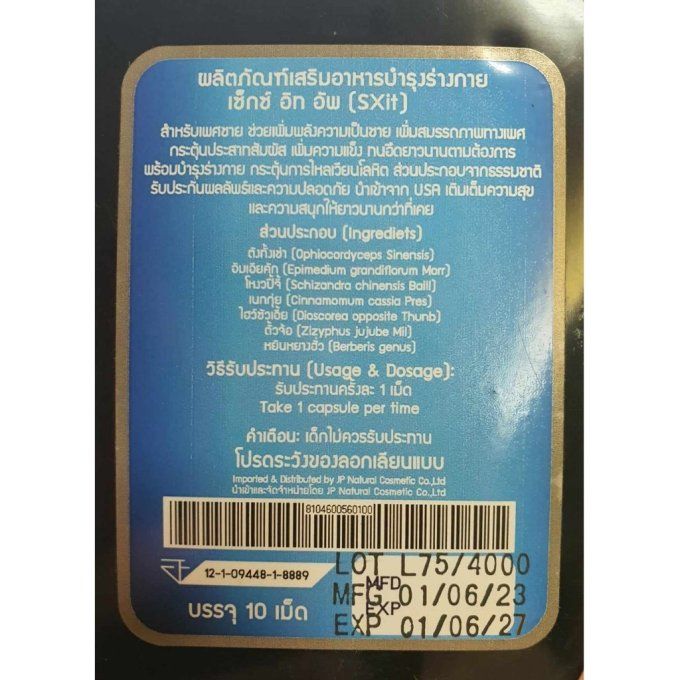 ผลิตภัณฑ์เสริมอาหารบำรุงร่างกาย
เซ็กซ์ อิท อัพ (SXit)
สำหรับเพศชาย ช่วยเพิ่มพลังความเป็นชาย เพิ่มสมรรถภาพทางเพศ
กระตุ้นประสาทสัมผัส เพิ่มความแข็ง ทนอึดยาวนานตามต้องการ
พร้อมบำรุงร่างกาย กระตุ้นการไหลเวียนโลหิต ส่วนประกอบจากธรรมชาติ
รับประกันผลลัพธ์และความปลอดภัย นำเข้าจาก USA เติมเต็มความสุข
และความสนุกให้ยาวนานกว่าที่เคย
ส่วนประกอบ (Ingrediets)
ตังทั้งเช่า (Ophiocordyceps Sinensis)
อิมเอียคัก (Epimedium grandiflorum Morr)
โหงวบี่จี้ (Schizandra chinensis Baill)
เนกกุ่ย (Cinnamomum cassia Pres)
ไฮว้ซัวเอี้ย (Dioscorea opposite Thunb)
ตั้วจ้อ (Zizyphus jujube Mil)
หยินหยางฮั้ว (Berberis genus)
วิธีรับประทาน (Usage & Dosage):
รับประทานครั้งละ 1 เม็ด
Take 1 capsule per time
คำเตือน: เด็กไม่ควรรับประทาน
โปรดระวังของลอกเลียนแบบ
Imported & Distributed by JP Natural Cosmetic Co.,Ltd
นำเข้าและจัดจำหน่ายโดย JP Natural Cosmetic Co.,Ltd
8104600560100
12-1-09448-1-8889
บรรจุ 10 เม็ด
MFD
EXP
LOT L75/4000
MFG 01/06/23
EXP 01/06/27